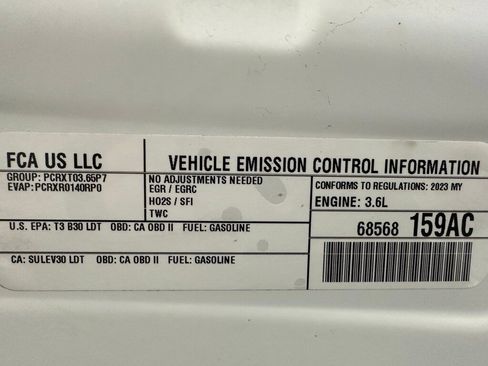 FCA US LLC
VEHICLE EMISSION CONTROL INFORMATION
GROUP: PCRXT03.65P7
EVAP:PCRXR0140RP0
NO ADJUSTMENTS NEEDED
EGR / EGRC
HO2S / SFI
TWC
CONFORMS TO REGULATIONS: 2023 MY
ENGINE: 3.6L
U.S. EPA: T3 B30 LDT OBD: CA OBD II FUEL: GASOLINE
68568 159AC
CA: SULEV30 LDT OBD: CA OBD II FUEL: GASOLINE